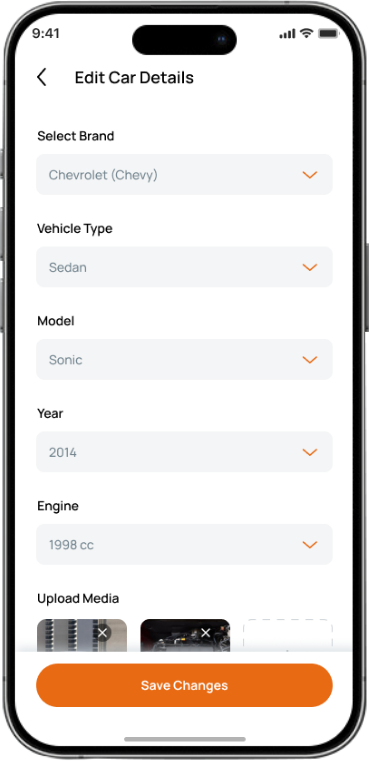 9:41
Edit Car Details
Select Brand
Chevrolet (Chevy)
Vehicle Type
Sedan
Model
Sonic
Year
2014
Engine
1998 cc
Upload Media
Save Changes